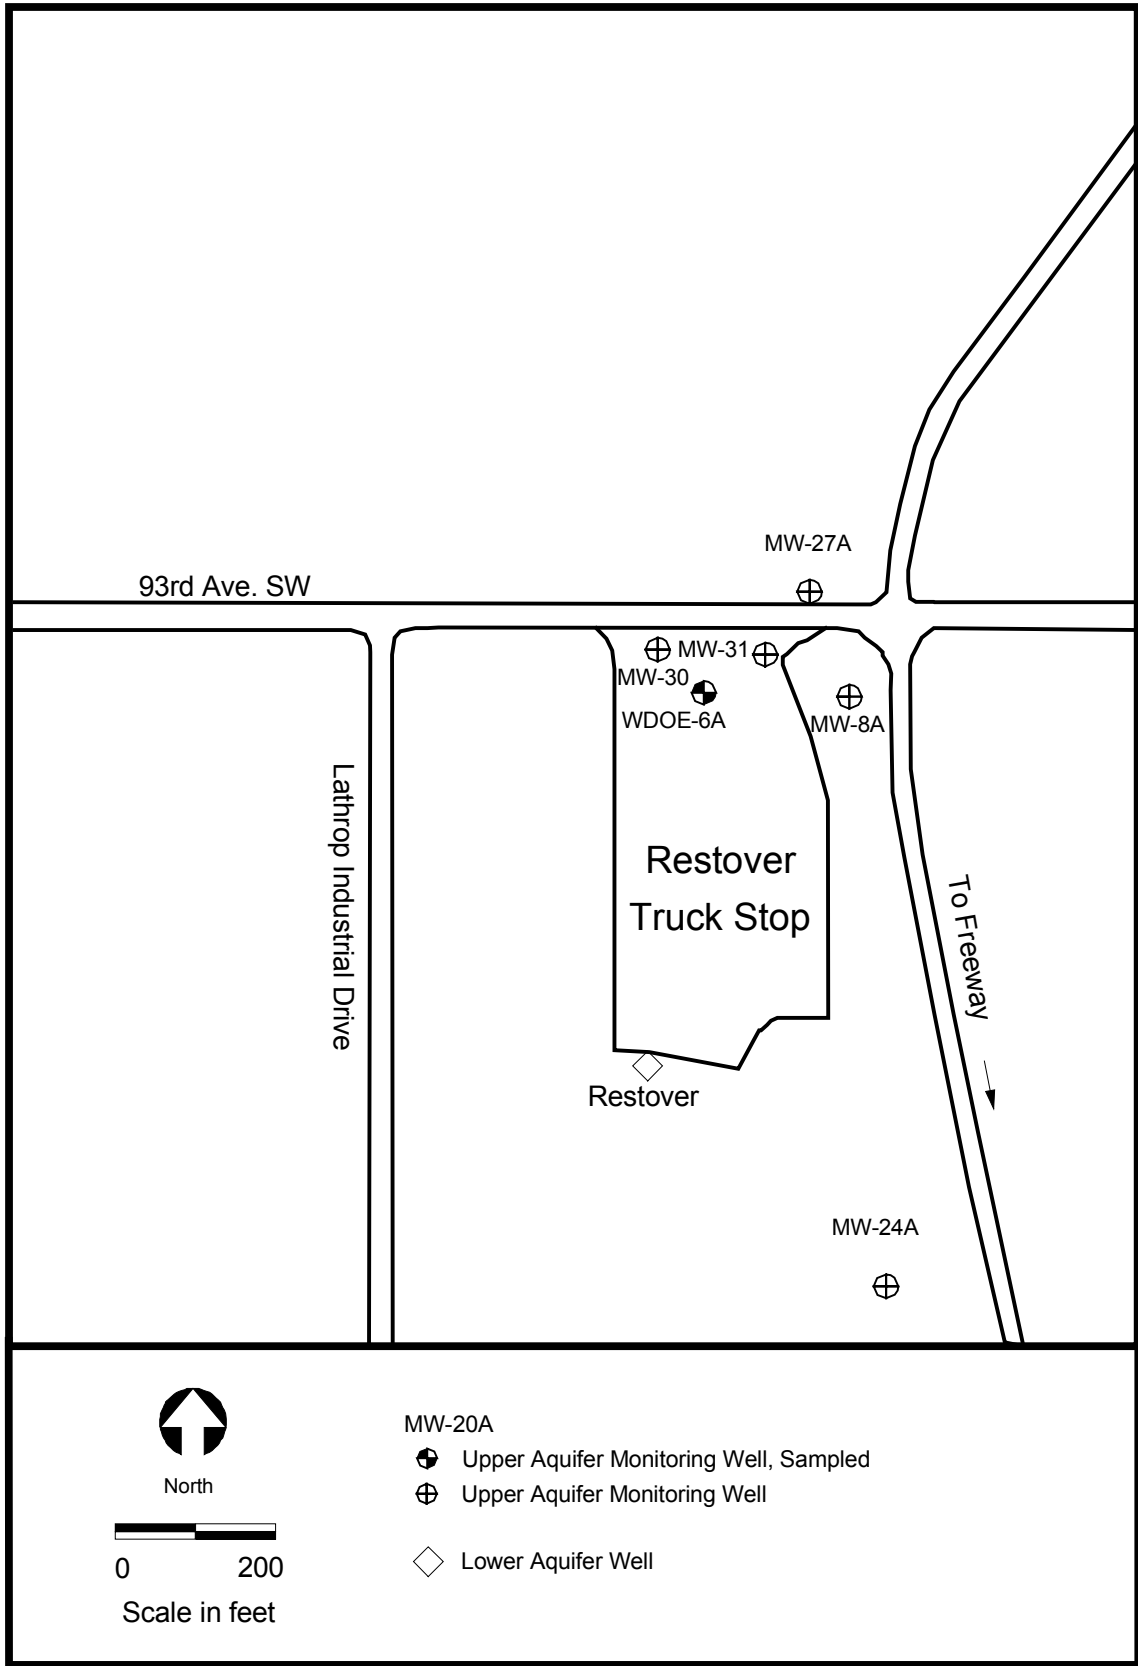 MW-27A
93rd Ave. SW
MW-31
MW-30
WDOE-6A
MW-8A
Lathrop Industrial Drive
Restover
Truck Stop
To Freeway
Restover
MW-24A
North
0 200
Scale in feet
MW-20A
Upper Aquifer Monitoring Well, Sampled
Upper Aquifer Monitoring Well
Lower Aquifer Well